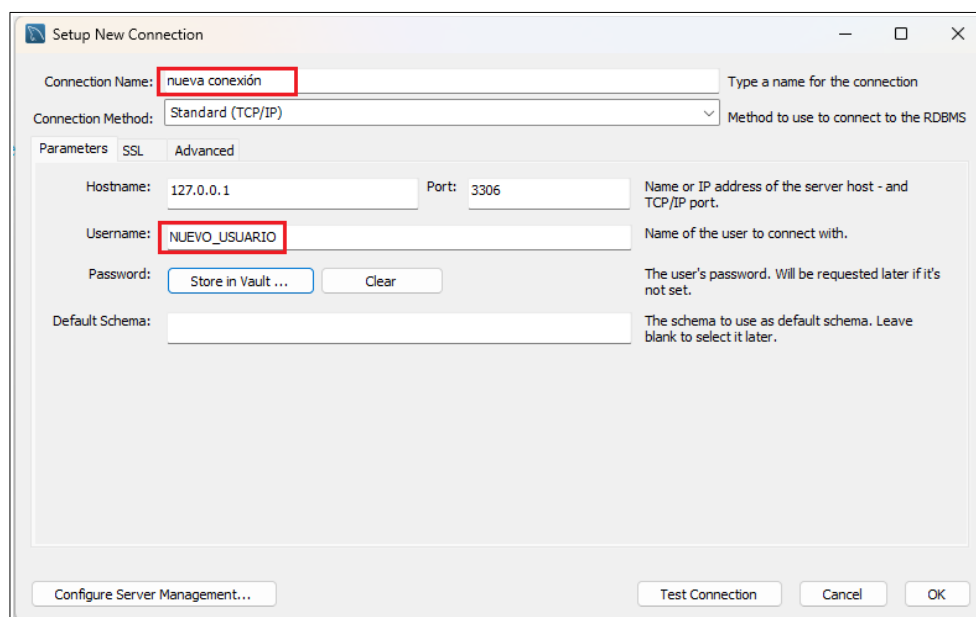 Setup New Connection
Connection Name: nueva conexión Type a name for the connection
Connection Method: Standard (TCP/IP) Method to use to connect to the RDBMS
Parameters SSL Advanced
Hostname: 127.0.0.1 Port: 3306 Name or IP address of the server host - and
TCP/IP port.
Username: NUEVO_USUARIO Name of the user to connect with.
Password: Store in Vault ... Clear The user's password. Will be requested later if it's
not set.
Default Schema: The schema to use as default schema. Leave
blank to select it later.
Configure Server Management... Test Connection Cancel OK